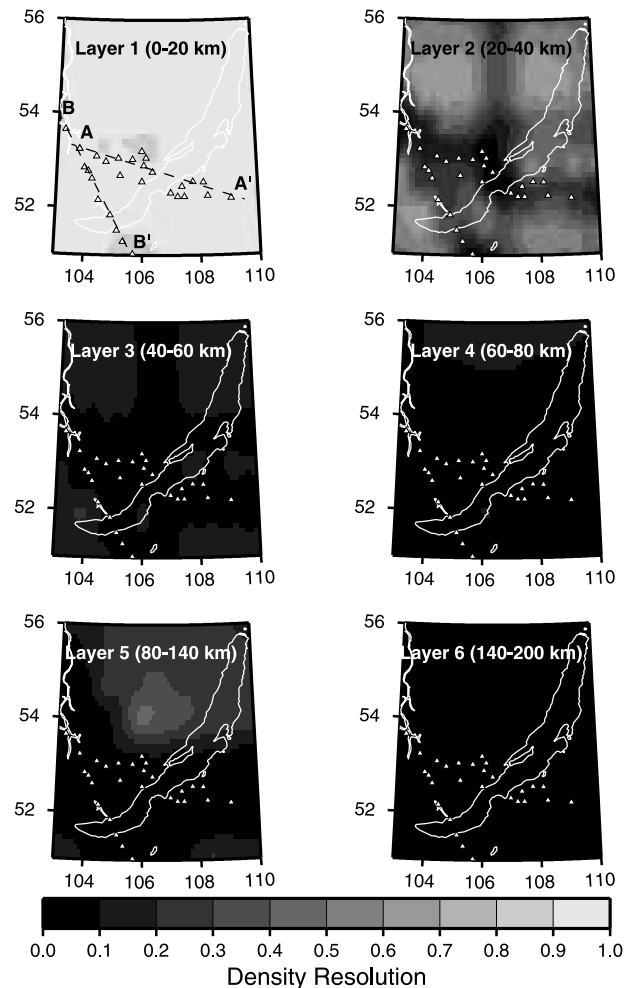 56
54
52
Layer 1 (0-20 km)
B
A
A'
B'
104 106 108 110
56
54
52
Layer 2 (20-40 km)
104 106 108 110
56
54
52
Layer 3 (40-60 km)
104 106 108 110
56
54
52
Layer 4 (60-80 km)
104 106 108 110
56
54
52
Layer 5 (80-140 km)
104 106 108 110
56
54
52
Layer 6 (140-200 km)
104 106 108 110
0.0 0.1 0.2 0.3 0.4 0.5 0.6 0.7 0.8 0.9 1.0
Density Resolution